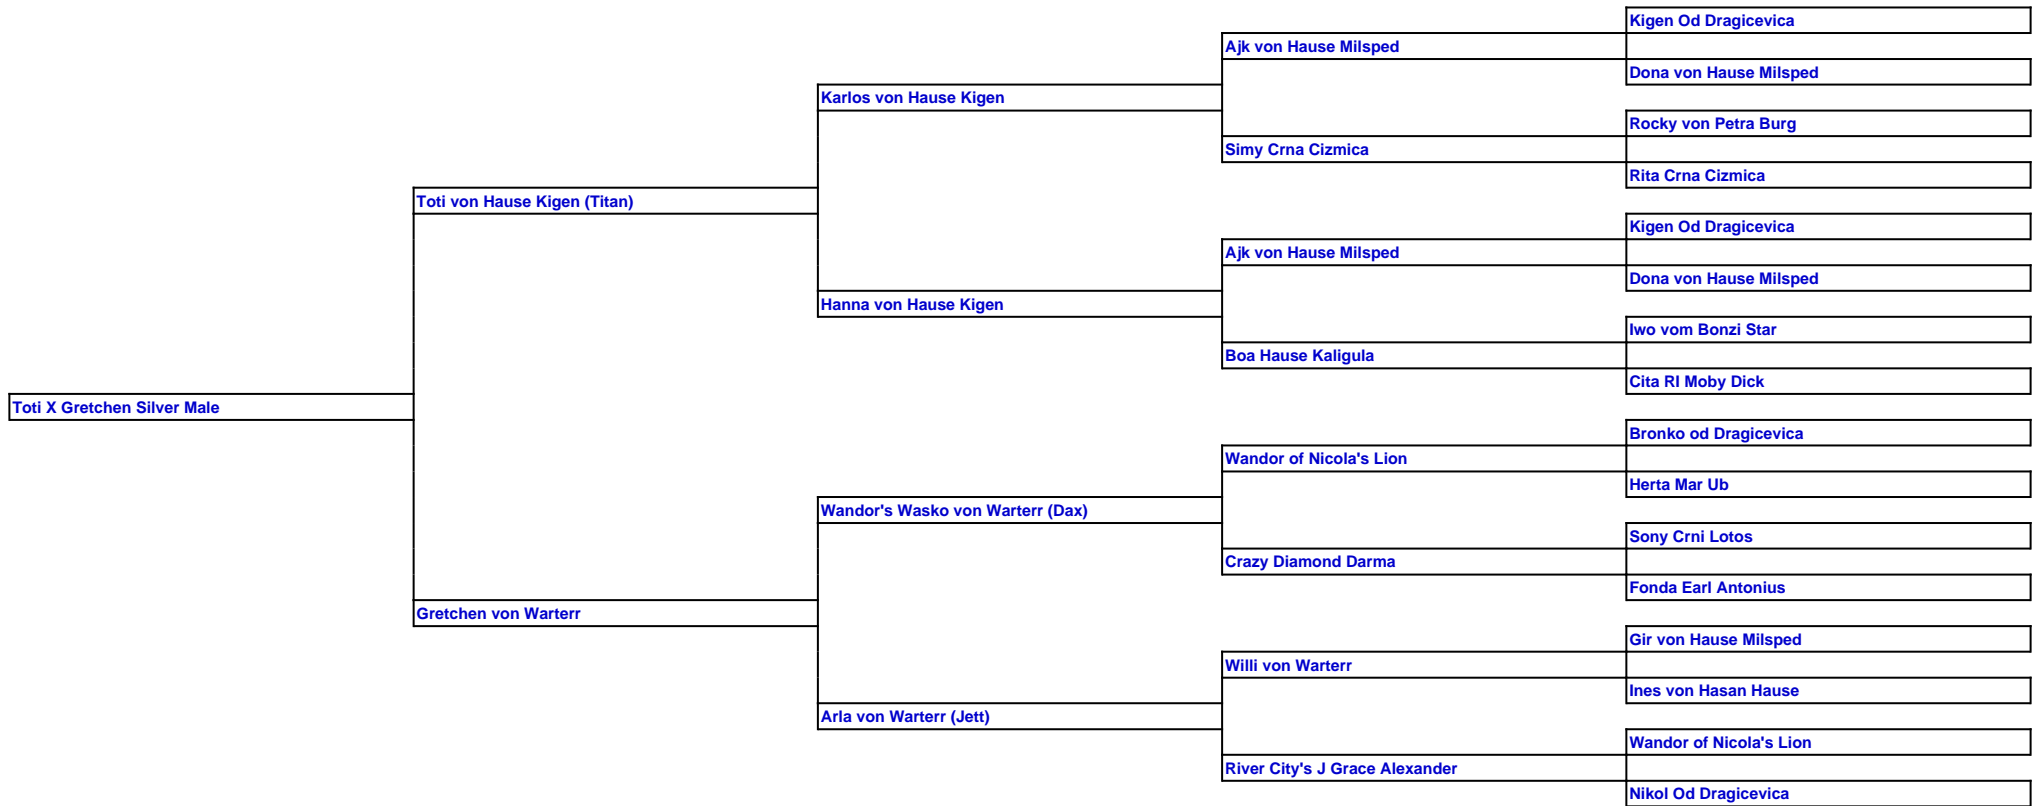 Kigen Od Dragicevica
Ajk von Hause Milsped
Dona von Hause Milsped
Karlos von Hause Kigen
Rocky von Petra Burg
Simy Crna Cizmica
Rita Crna Cizmica
Toti von Hause Kigen (Titan)
Kigen Od Dragicevica
Ajk von Hause Milsped
Dona von Hause Milsped
Hanna von Hause Kigen
Iwo vom Bonzi Star
Boa Hause Kaligula
Cita RI Moby Dick
Toti X Gretchen Silver Male
Bronko od Dragicevica
Wandor of Nicola's Lion
Herta Mar Ub
Wandor's Wasko von Warterr (Dax)
Sony Crni Lotos
Crazy Diamond Darma
Fonda Earl Antonius
Gretchen von Warterr
Gir von Hause Milsped
Willi von Warterr
Ines von Hasan Hause
Arla von Warterr (Jett)
Wandor of Nicola's Lion
River City's J Grace Alexander
Nikol Od Dragicevica